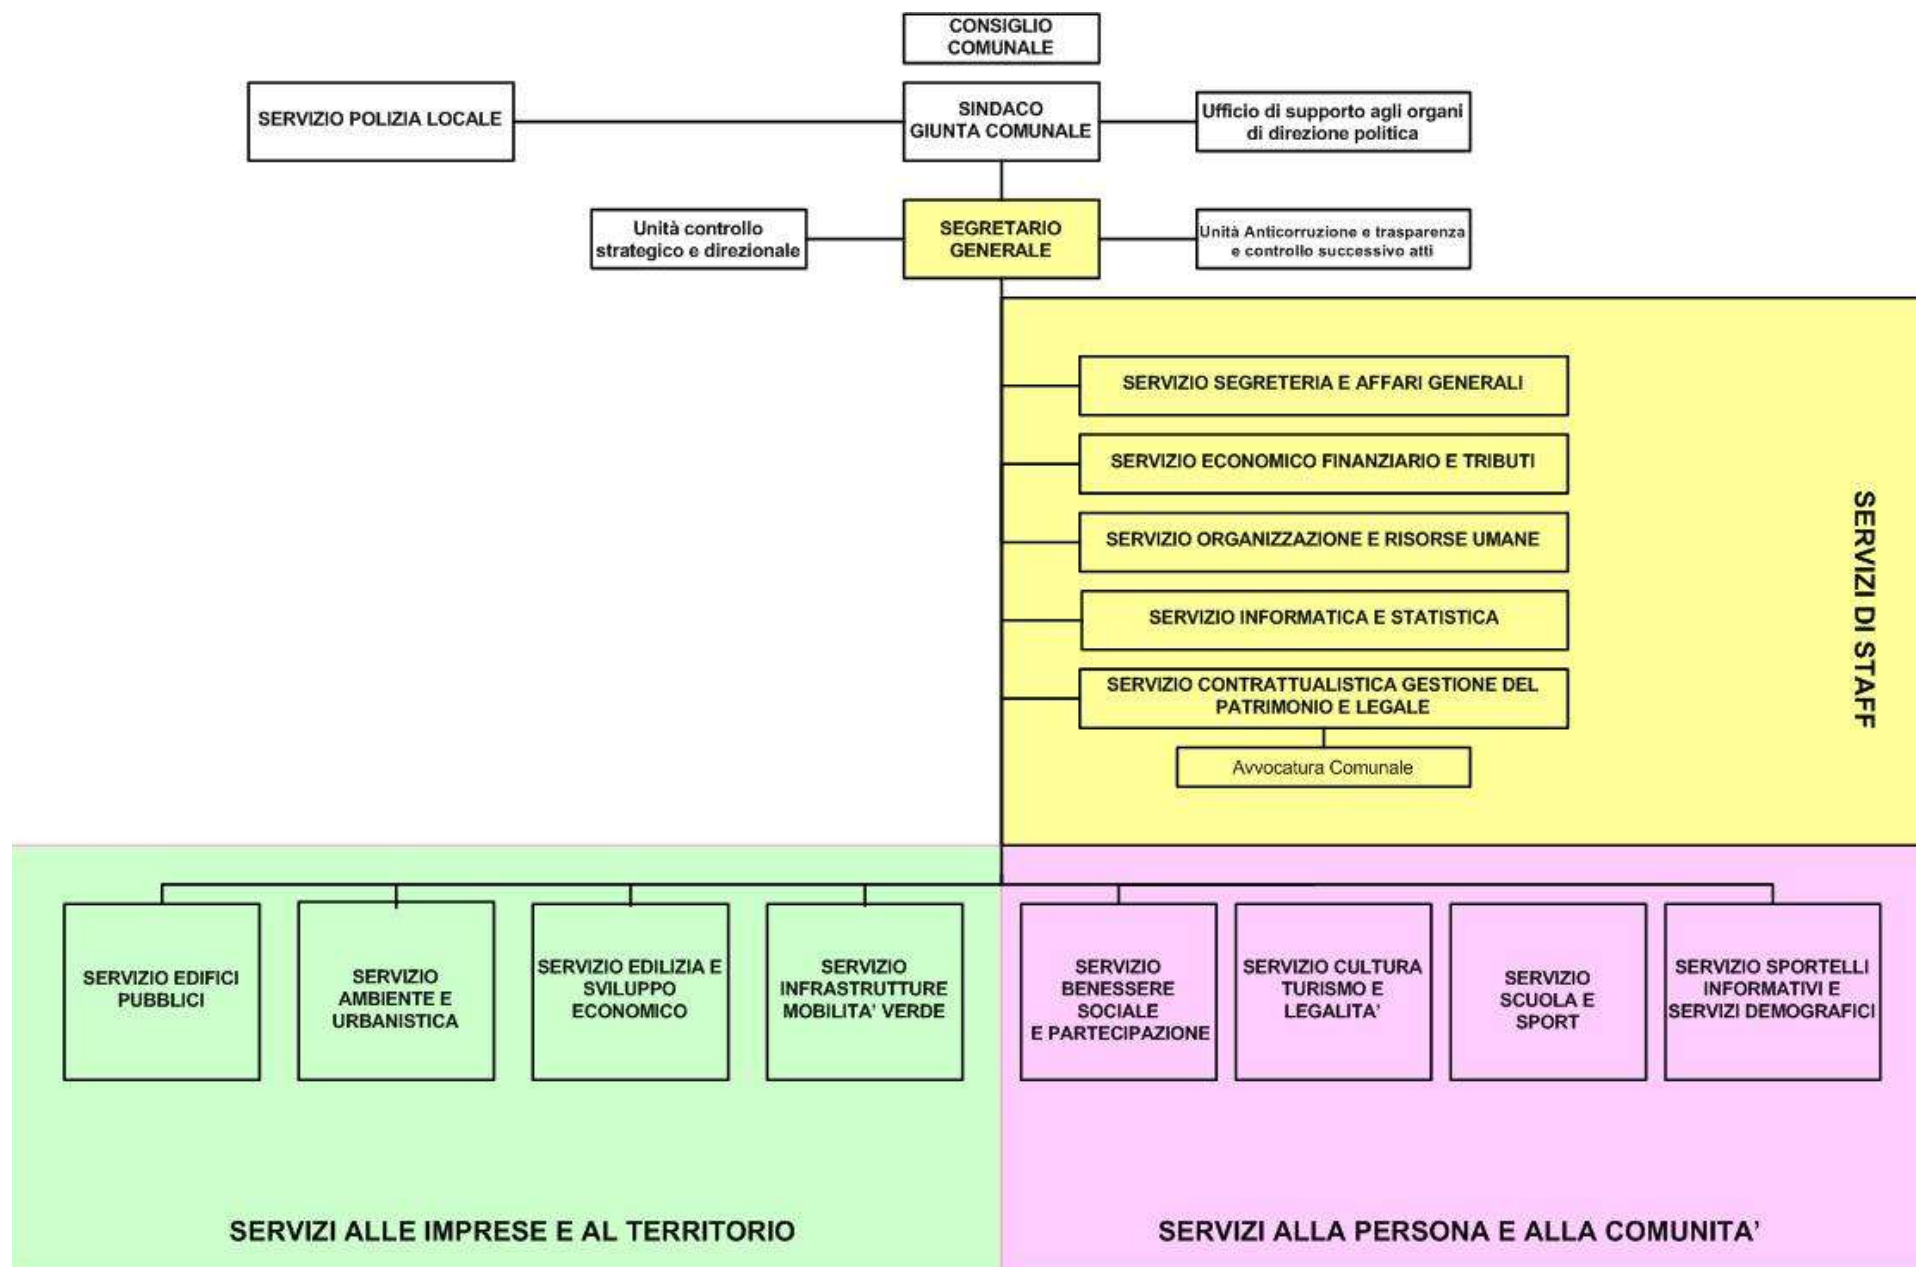 CONSIGLIO
COMUNALE
SERVIZIO POLIZIA LOCALE
SINDACO
GIUNTA COMUNALE
Ufficio di supporto agli organi
di direzione politica
Unità controllo
strategico e direzionale
SEGRETARIO
GENERALE
Unità Anticorruzione e trasparenza
e controllo successivo atti
SERVIZIO SEGRETERIA E AFFARI GENERALI
SERVIZIO ECONOMICO FINANZIARIO E TRIBUTI
SERVIZIO ORGANIZZAZIONE E RISORSE UMANE
SERVIZIO INFORMATICA E STATISTICA
SERVIZIO CONTRATTUALISTICA GESTIONE DEL
PATRIMONIO E LEGALE
Avvocatura Comunale
SERVIZI DI STAFF
SERVIZIO EDIFICI
PUBBLICI
SERVIZIO
AMBIENTE E
URBANISTICA
SERVIZIO EDILIZIA E
SVILUPPO
ECONOMICO
SERVIZIO
INFRASTRUTTURE
MOBILITA' VERDE
SERVIZIO
BENESSERE
SOCIALE
E PARTECIPAZIONE
SERVIZIO CULTURA
TURISMO E
LEGALITA'
SERVIZIO
SCUOLA E
SPORT
SERVIZIO SPORTELLI
INFORMATIVI E
SERVIZI DEMOGRAFICI
SERVIZI ALLE IMPRESE E AL TERRITORIO
SERVIZI ALLA PERSONA E ALLA COMUNITA'